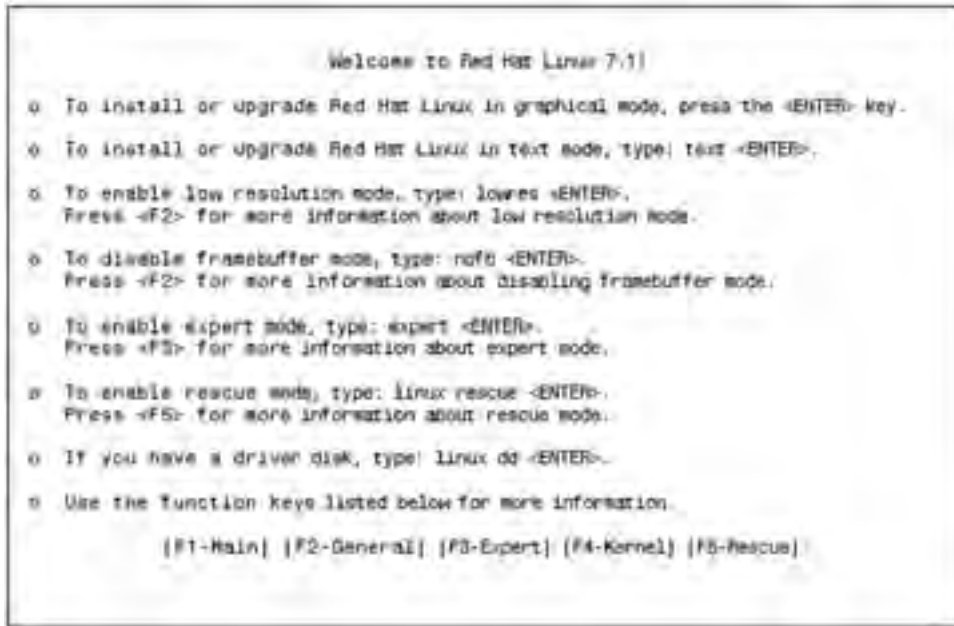 Welcome to Red Hat Linux 7.1!
o To install or upgrade Red Hat Linux in graphical mode, press the <ENTER> key.
o To install or upgrade Red Hat Linux in text mode, type: text <ENTER>.
o To enable low resolution mode, type: lowres <ENTER>.
Press <F2> for more information about low resolution mode.
o To disable framebuffer mode, type: nofb <ENTER>.
Press <F2> for more information about disabling framebuffer mode.
o To enable expert mode, type: expert <ENTER>.
Press <F3> for more information about expert mode.
o To enable rescue mode, type: linux rescue <ENTER>.
Press <F5> for more information about rescue mode.
o If you have a driver disk, type: linux dd <ENTER>.
o Use the function keys listed below for more information.
[F1-Main] [F2-General] [F3-Expert] [F4-Kernel] [F5-Rescue]